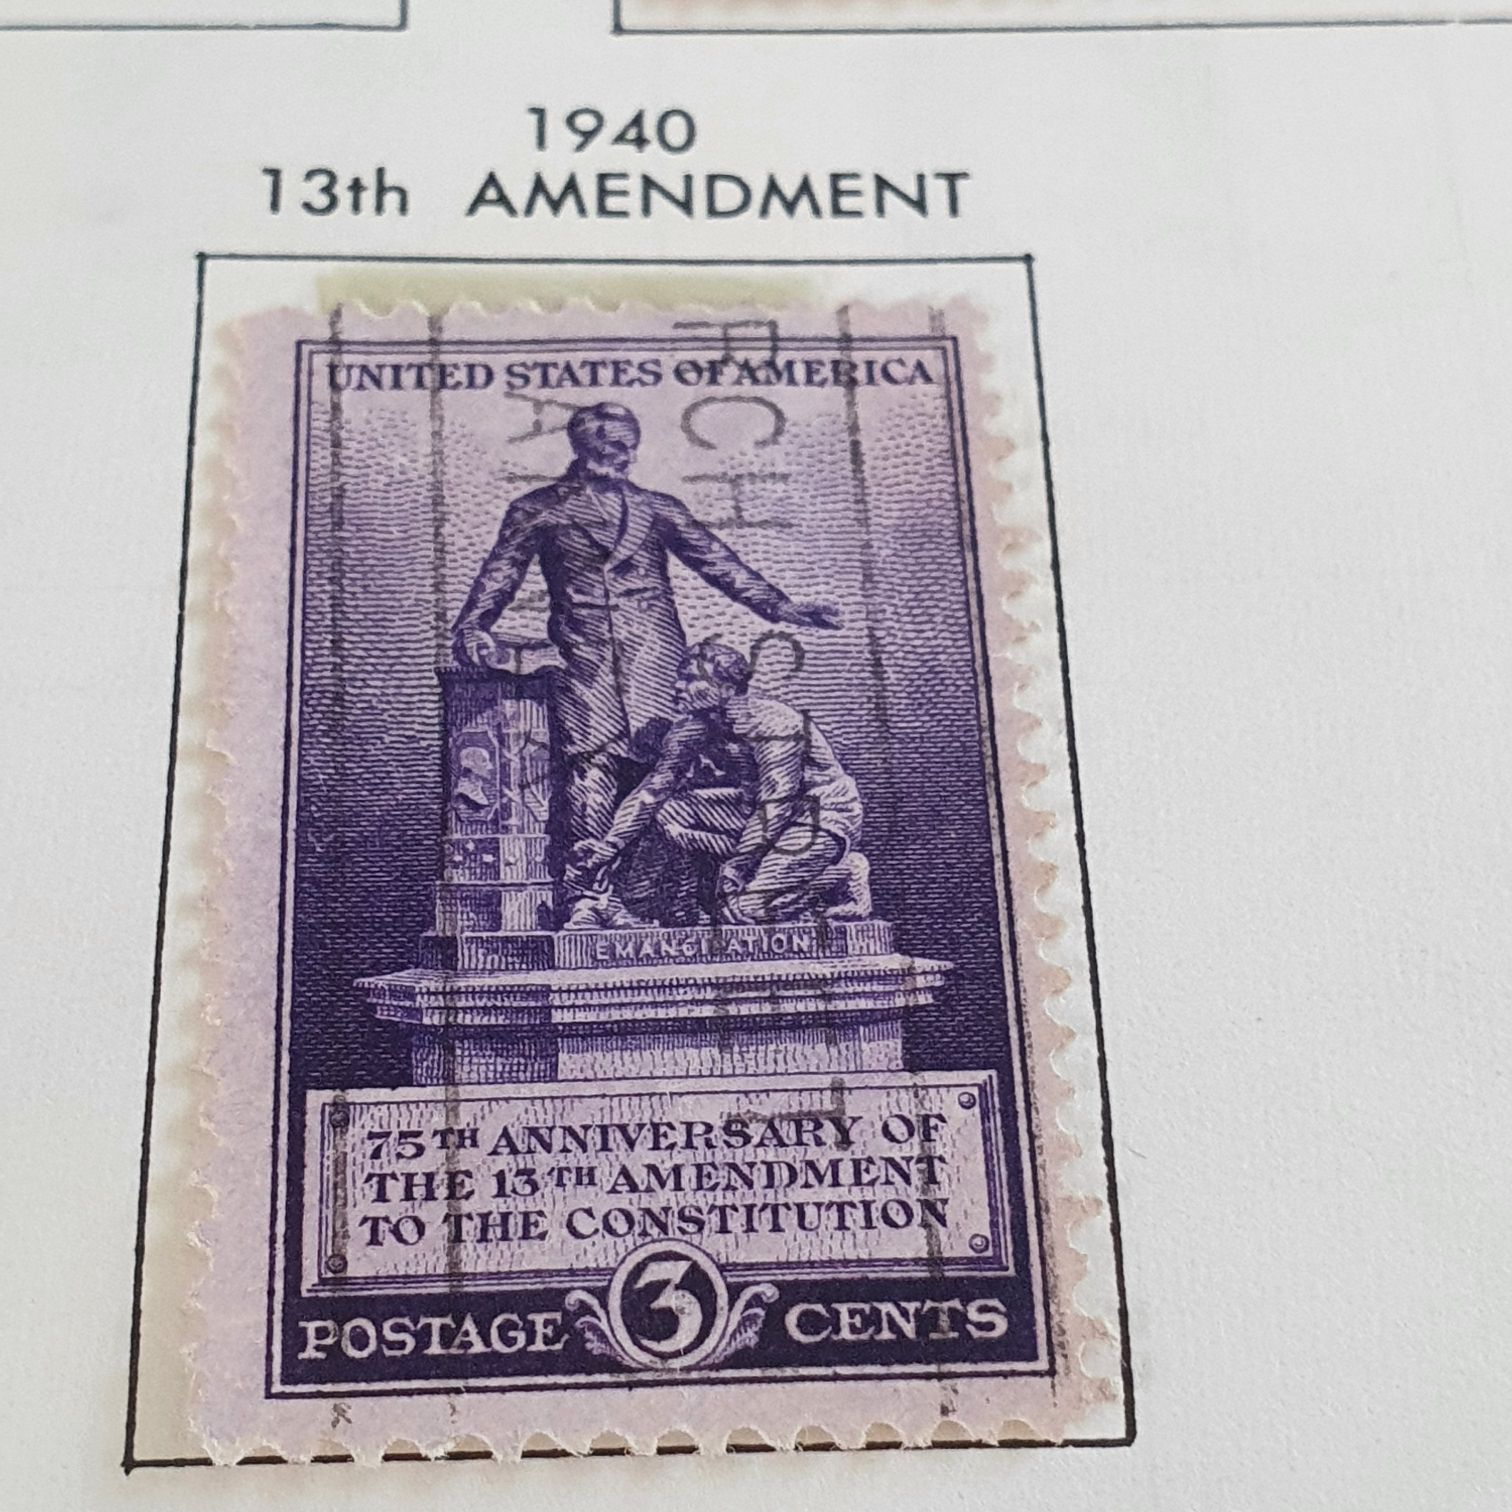 1940
13th AMENDMENT
UNITED STATES OF AMERICA
EMANCIPATION
75TH ANNIVERSARY OF
THE 13TH AMENDMENT
TO THE CONSTITUTION
POSTAGE 3 CENTS